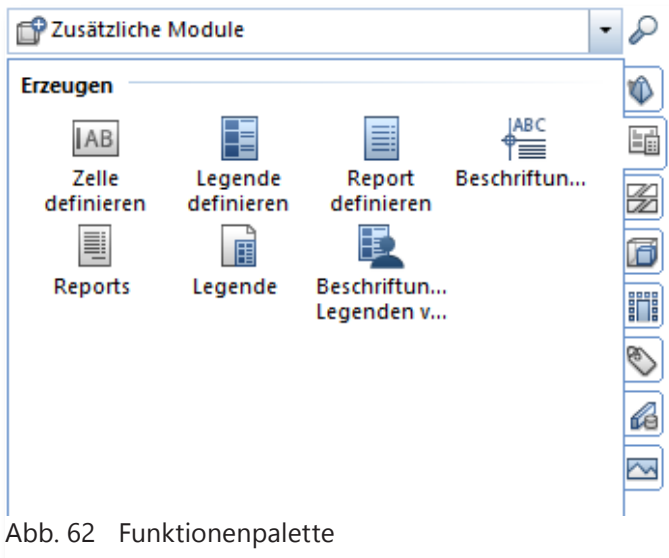 Zusätzliche Module
Erzeugen
AB
ABC
Zelle definieren
Legende definieren
Report definieren
Beschriftun...
Reports
Legende
Beschriftun... Legenden v...
Abb. 62 Funktionenpalette